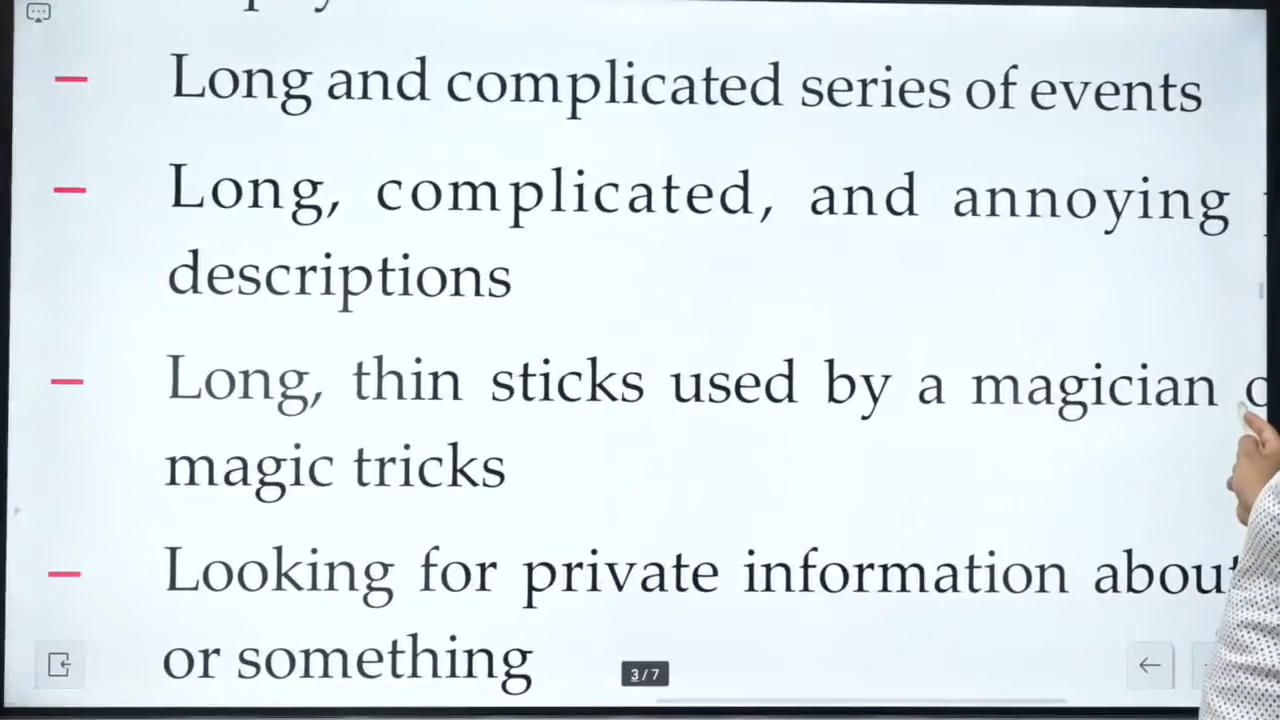 Long and complicated series of events
Long, complicated, and annoying
descriptions
Long, thin sticks used by a magician
magic tricks
Looking for private information about
or something
3/7